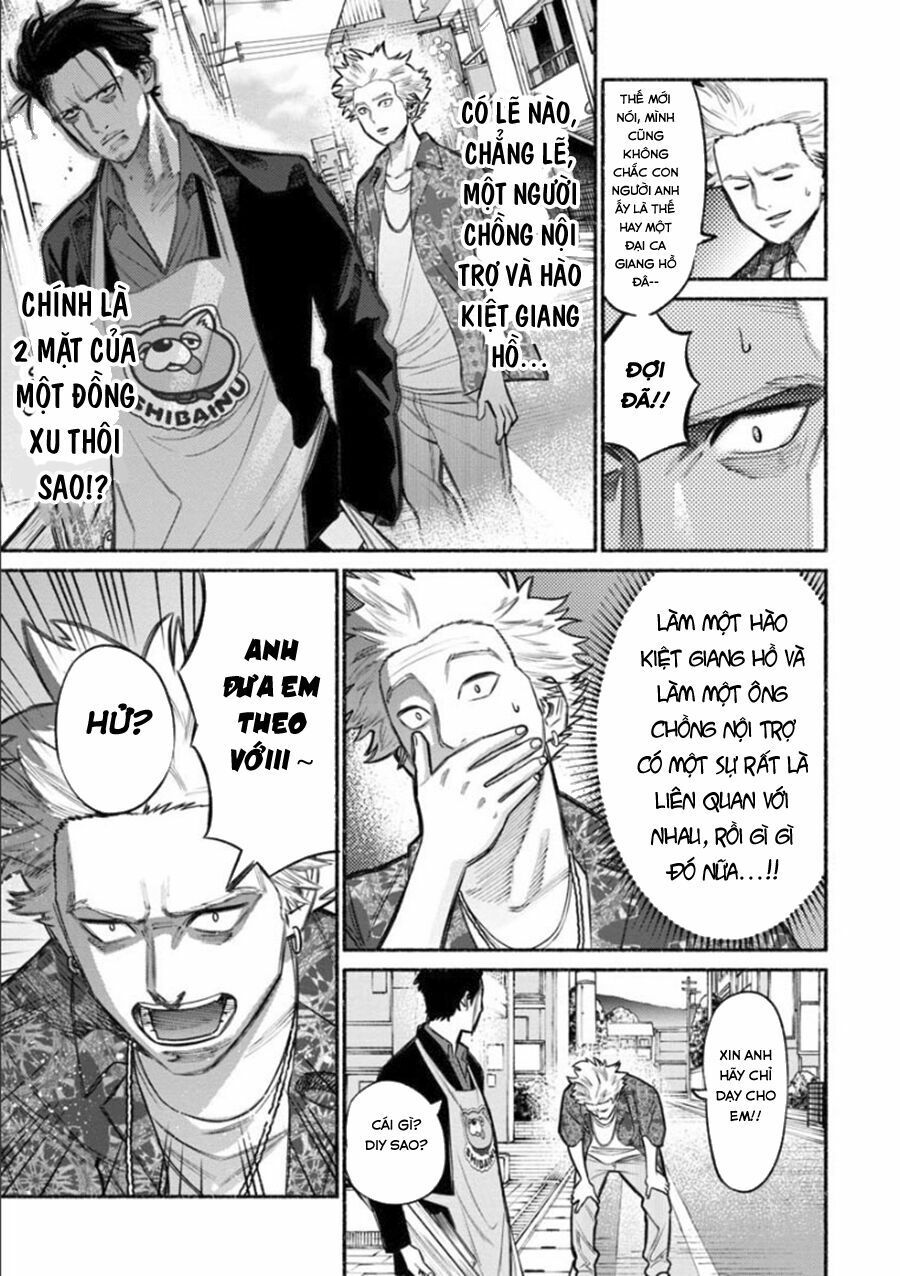 THẾ MỚI
NÓI, MÌNH
CŨNG
KHÔNG
CHẮC CON
NGƯỜI ANH
ẤY LÀ THẾ
HAY MỘT
ĐẠI CA
GIANG HỒ
ĐÂ--
ĐỢI
ĐÃ!!
CÓ LẼ NÀO,
CHẲNG LẼ,
MỘT NGƯỜI
CHỒNG NỘI
TRỢ VÀ HÀO
KIỆT GIANG
HỒ...
CHÍNH LÀ
2 MẶT CỦA
MỘT ĐỒNG
XU THÔI
SAO!?
SHIBAINU
LÀM MỘT HÀO
KIỆT GIANG HỒ VÀ
LÀM MỘT ÔNG
CHỒNG NỘI TRỢ
CÓ MỘT SỰ RẤT LÀ
LIÊN QUAN VỚI
NHAU, RỒI GÌ GÌ
ĐÓ NỮA...!!
ANH
ĐƯA EM
THEO
VỚIII ~
HỬ?
XIN ANH
HÃY CHỈ
DẠY CHO
EM!!
CÁI GÌ?
DIY SAO?
SHIBAINU